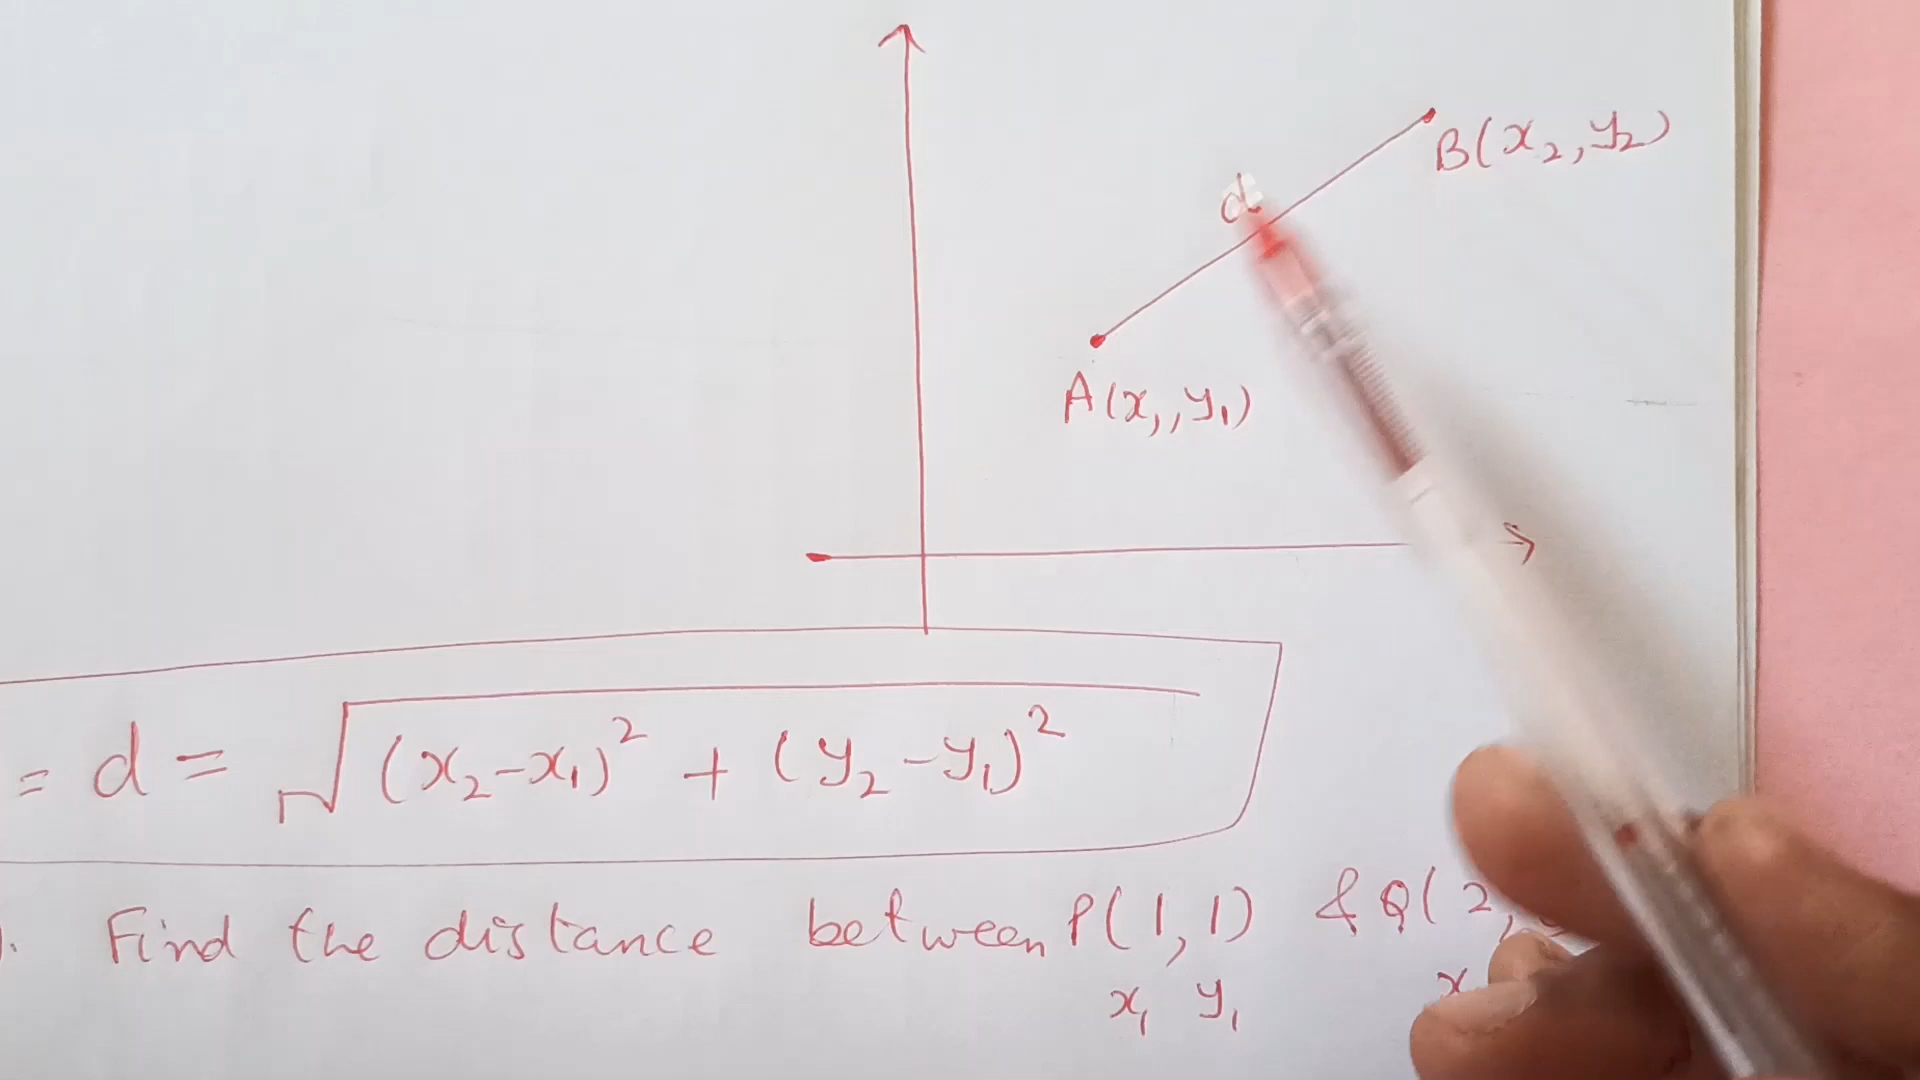 B(x₂, y₂)
d
A(x₁, y₁)
= d = √(x₂-x₁)² + (y₂-y₁)²
. Find the distance between P(1,1) & Q(2,
x₁ y₁ x